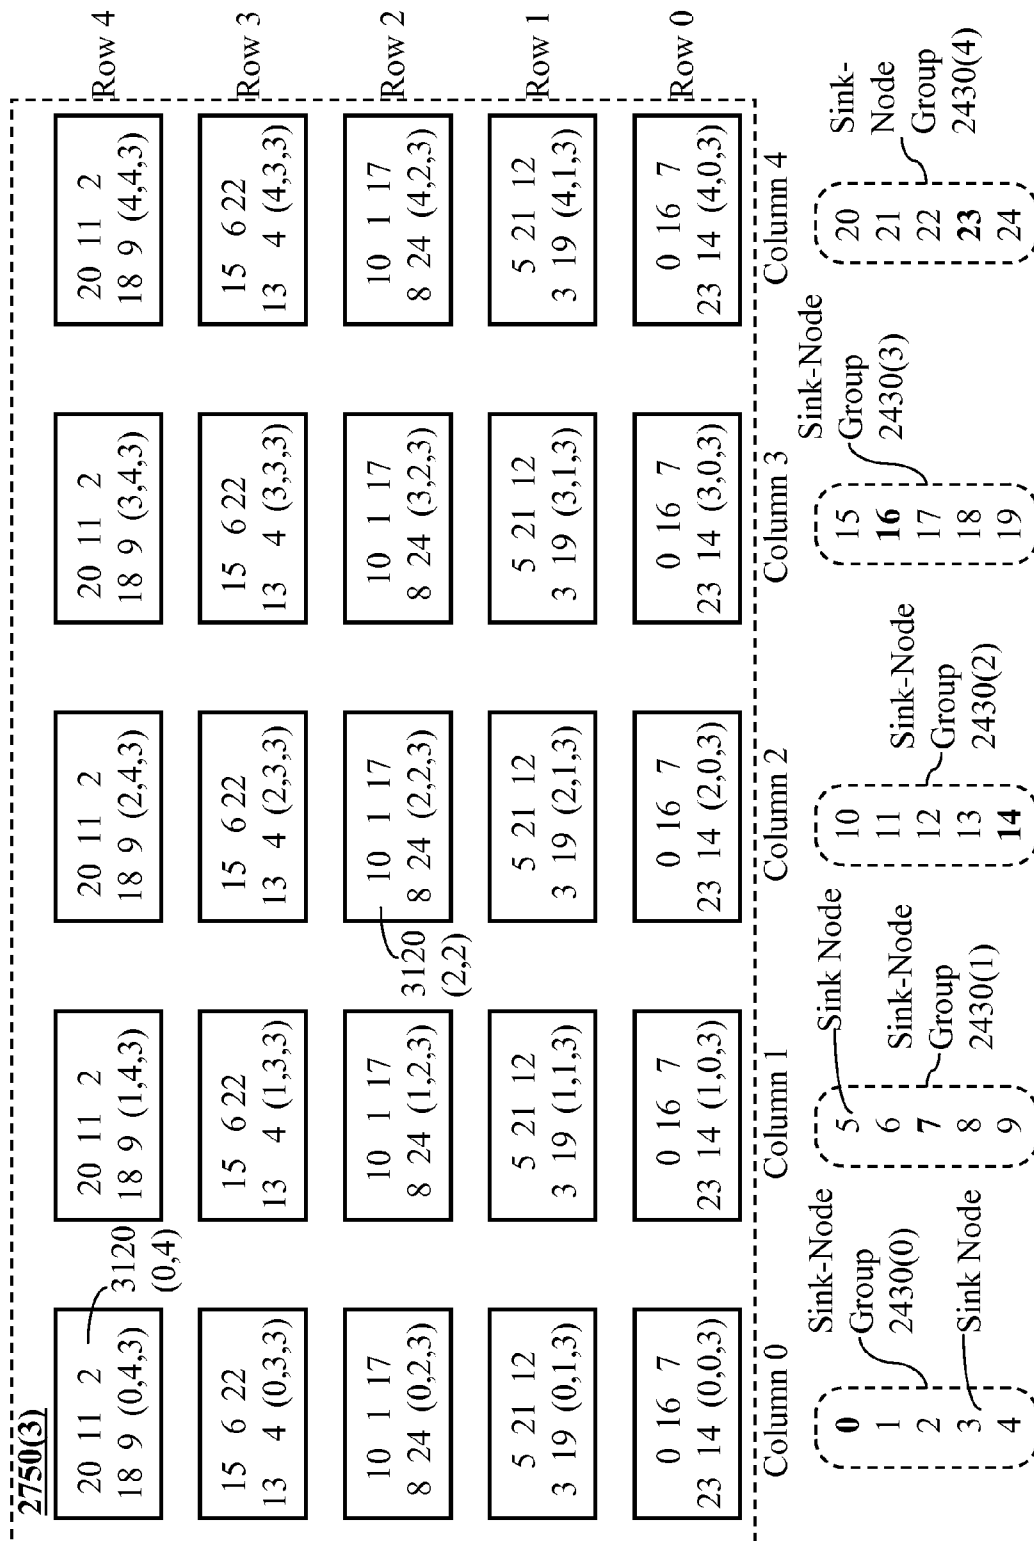 2750(3)
20 11 2
18 9 (0,4,3)
3120
(0,4)
20 11 2
18 9 (1,4,3)
20 11 2
18 9 (2,4,3)
20 11 2
18 9 (3,4,3)
20 11 2
18 9 (4,4,3)
Row 4
15 6 22
13 4 (0,3,3)
15 6 22
13 4 (1,3,3)
15 6 22
13 4 (2,3,3)
15 6 22
13 4 (3,3,3)
15 6 22
13 4 (4,3,3)
Row 3
10 1 17
8 24 (0,2,3)
10 1 17
8 24 (1,2,3)
3120
(2,2)
10 1 17
8 24 (2,2,3)
10 1 17
8 24 (3,2,3)
10 1 17
8 24 (4,2,3)
Row 2
5 21 12
3 19 (0,1,3)
5 21 12
3 19 (1,1,3)
5 21 12
3 19 (2,1,3)
5 21 12
3 19 (3,1,3)
5 21 12
3 19 (4,1,3)
Row 1
0 16 7
23 14 (0,0,3)
0 16 7
23 14 (1,0,3)
0 16 7
23 14 (2,0,3)
0 16 7
23 14 (3,0,3)
0 16 7
23 14 (4,0,3)
Row 0
Column 0
Column 1
Column 2
Column 3
Column 4
0
1
2
3
4
Sink-Node
Group
2430(0)
Sink Node
5
6
7
8
9
Sink Node
Sink-Node
Group
2430(1)
10
11
12
13
14
Sink-Node
Group
2430(2)
15
16
17
18
19
Sink-Node
Group
2430(3)
20
21
22
23
24
Sink-
Node
Group
2430(4)